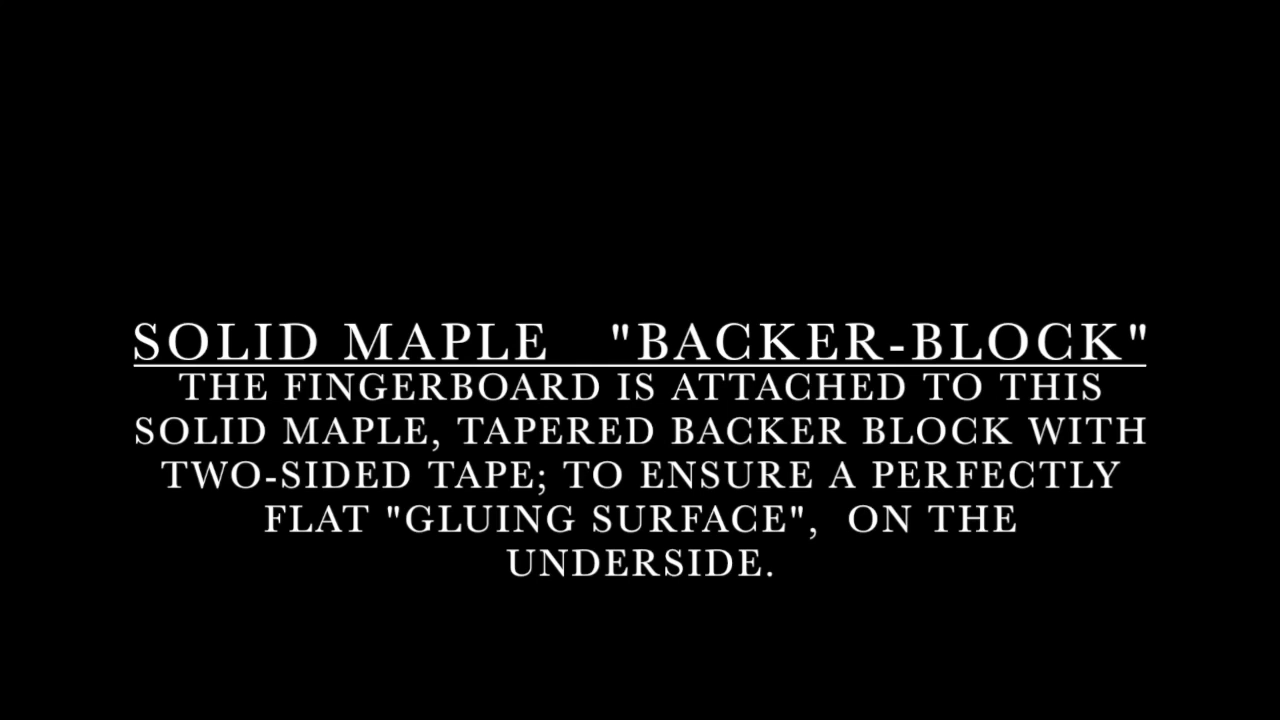 SOLID MAPLE "BACKER-BLOCK"
THE FINGERBOARD IS ATTACHED TO THIS
SOLID MAPLE, TAPERED BACKER BLOCK WITH
TWO-SIDED TAPE; TO ENSURE A PERFECTLY
FLAT "GLUING SURFACE", ON THE
UNDERSIDE.